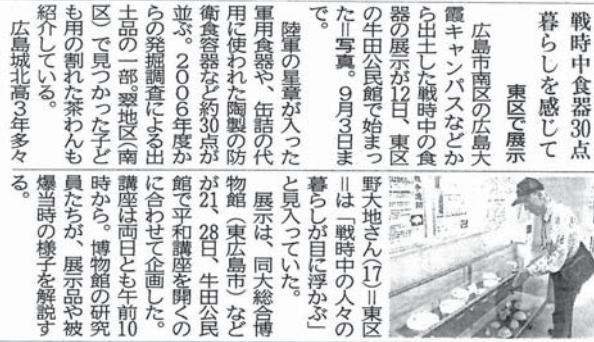 戦時中食器30点
暮らしを感じて
東区で展示
広島市南区の広島大
霞キャンパスなどか
ら出土した戦時中の食
器の展示が12日、東区
の牛田公民館で始まっ
た＝写真。9月3日ま
で。
陸軍の星章が入った
軍用食器や、缶詰の代
用に使われた陶製の防
衛食容器など約30点が
並ぶ。2006年度か
らの発掘調査による出
土品の一部。翠地区（南
区）で見つかった子ど
も用の割れた茶わんも
紹介している。
広島城北高3年多々
野大地さん（17）＝東区
＝は「戦時中の人々の
暮らしが目に浮かぶ」
と見入っていた。
展示は、同大総合博
物館（東広島市）など
が21、28日、牛田公民
館で平和講座を開くの
に合わせて企画した。
講座は両日とも午前10
時から。博物館の研究
員たちが、展示品や被
爆当時の様子を解説す
る。